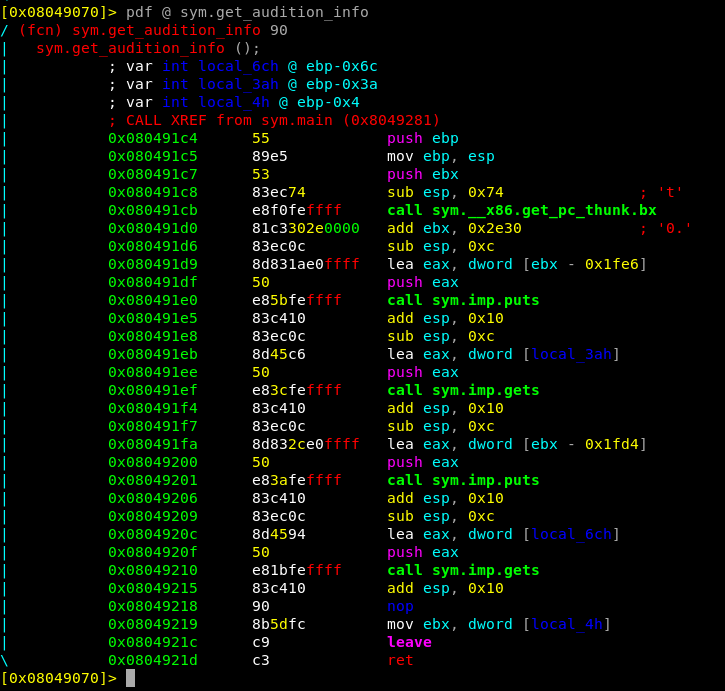 [0x08049070]> pdf @ sym.get_audition_info
/ (fcn) sym.get_audition_info 90
|   sym.get_audition_info ();
|           ; var int local_6ch @ ebp-0x6c
|           ; var int local_3ah @ ebp-0x3a
|           ; var int local_4h @ ebp-0x4
|           ; CALL XREF from sym.main (0x8049281)
|           0x080491c4      55             push ebp
|           0x080491c5      89e5           mov ebp, esp
|           0x080491c7      53             push ebx
|           0x080491c8      83ec74         sub esp, 0x74               ; 't'
|           0x080491cb      e8f0feffff     call sym.__x86.get_pc_thunk.bx
|           0x080491d0      81c3302e0000   add ebx, 0x2e30             ; '0.'
|           0x080491d6      83ec0c         sub esp, 0xc
|           0x080491d9      8d831ae0ffff   lea eax, dword [ebx - 0x1fe6]
|           0x080491df      50             push eax
|           0x080491e0      e85bfeffff     call sym.imp.puts
|           0x080491e5      83c410         add esp, 0x10
|           0x080491e8      83ec0c         sub esp, 0xc
|           0x080491eb      8d45c6         lea eax, dword [local_3ah]
|           0x080491ee      50             push eax
|           0x080491ef      e83cfeffff     call sym.imp.gets
|           0x080491f4      83c410         add esp, 0x10
|           0x080491f7      83ec0c         sub esp, 0xc
|           0x080491fa      8d832ce0ffff   lea eax, dword [ebx - 0x1fd4]
|           0x08049200      50             push eax
|           0x08049201      e83afeffff     call sym.imp.puts
|           0x08049206      83c410         add esp, 0x10
|           0x08049209      83ec0c         sub esp, 0xc
|           0x0804920c      8d4594         lea eax, dword [local_6ch]
|           0x0804920f      50             push eax
|           0x08049210      e81bfeffff     call sym.imp.gets
|           0x08049215      83c410         add esp, 0x10
|           0x08049218      90             nop
|           0x08049219      8b5dfc         mov ebx, dword [local_4h]
|           0x0804921c      c9             leave
\           0x0804921d      c3             ret
[0x08049070]>